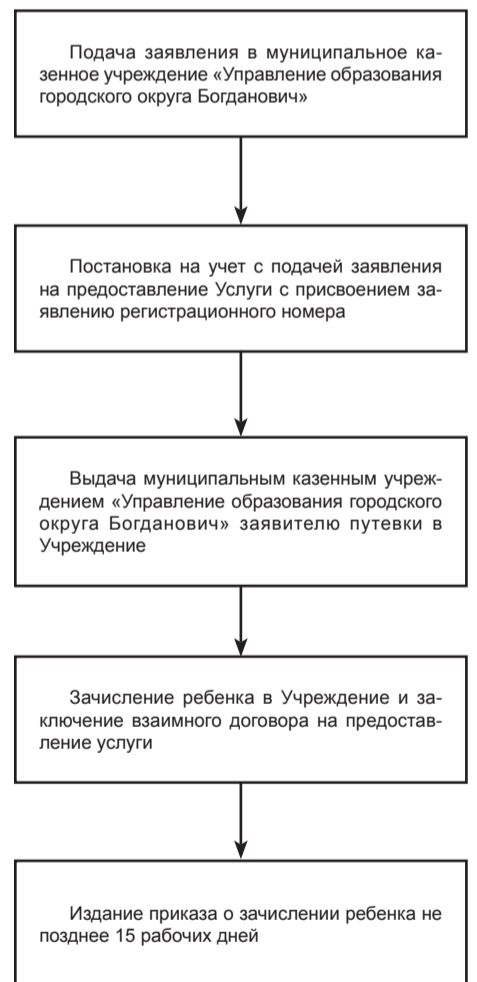 Подача заявления в муниципальное ка-
зенное учреждение «Управление образования
городского округа Богданович»
Постановка на учет с подачей заявления
на предоставление Услуги с присвоением за-
явлению регистрационного номера
Выдача муниципальным казенным учреж-
дением «Управление образования городского
округа Богданович» заявителю путевки в
Учреждение
Зачисление ребенка в Учреждение и за-
ключение взаимного договора на предостав-
ление услуги
Издание приказа о зачислении ребенка не
позднее 15 рабочих дней